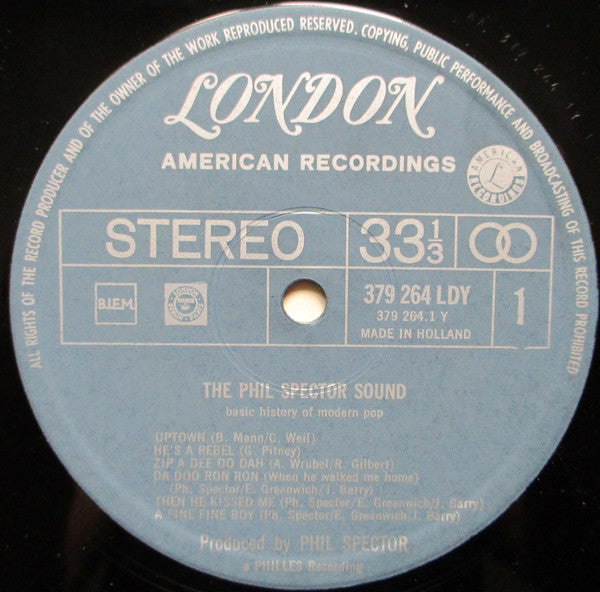 ALL RIGHTS OF THE RECORD PRODUCER AND OF THE OWNER OF THE WORK REPRODUCED RESERVED. COPYING, PUBLIC PERFORMANCE AND BROADCASTING OF THIS RECORD PROHIBITED
LONDON
AMERICAN RECORDINGS
AMERICAN
L
RECORDINGS
STEREO 33 1/3
B.I.E.M. 379 264 LDY 1
379 264.1 Y
MADE IN HOLLAND
THE PHIL SPECTOR SOUND
basic history of modern pop
UPTOWN (B. Mann/C. Weil)
HE'S A REBEL (G. Pitney)
ZIP A DEE DO DAH (A. Wrubel/R. Gilbert)
DA DOO RON RON (When he walked me home)
(Ph. Spector/E. Greenwich/J. Barry)
THEN HE KISSED ME (Ph. Spector/E. Greenwich/J. Barry)
A FINE FINE BOY (Ph. Spector/E. Greenwich/J. Barry)
Produced by PHIL SPECTOR
a PHILLES Recording